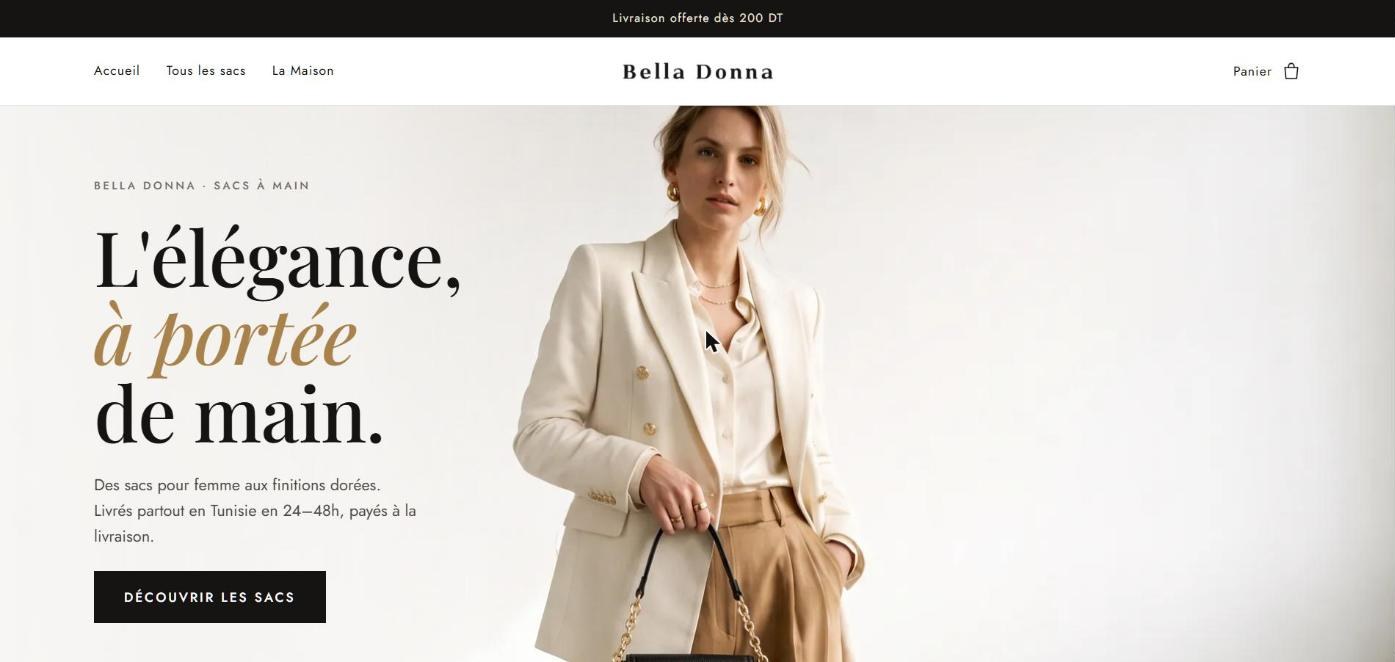 Livraison offerte dès 200 DT
Accueil Tous les sacs La Maison Bella Donna Panier
BELLA DONNA · SACS À MAIN
L'élégance,
à portée
de main.
Des sacs pour femme aux finitions dorées.
Livrés partout en Tunisie en 24–48h, payés à la
livraison.
DÉCOUVRIR LES SACS